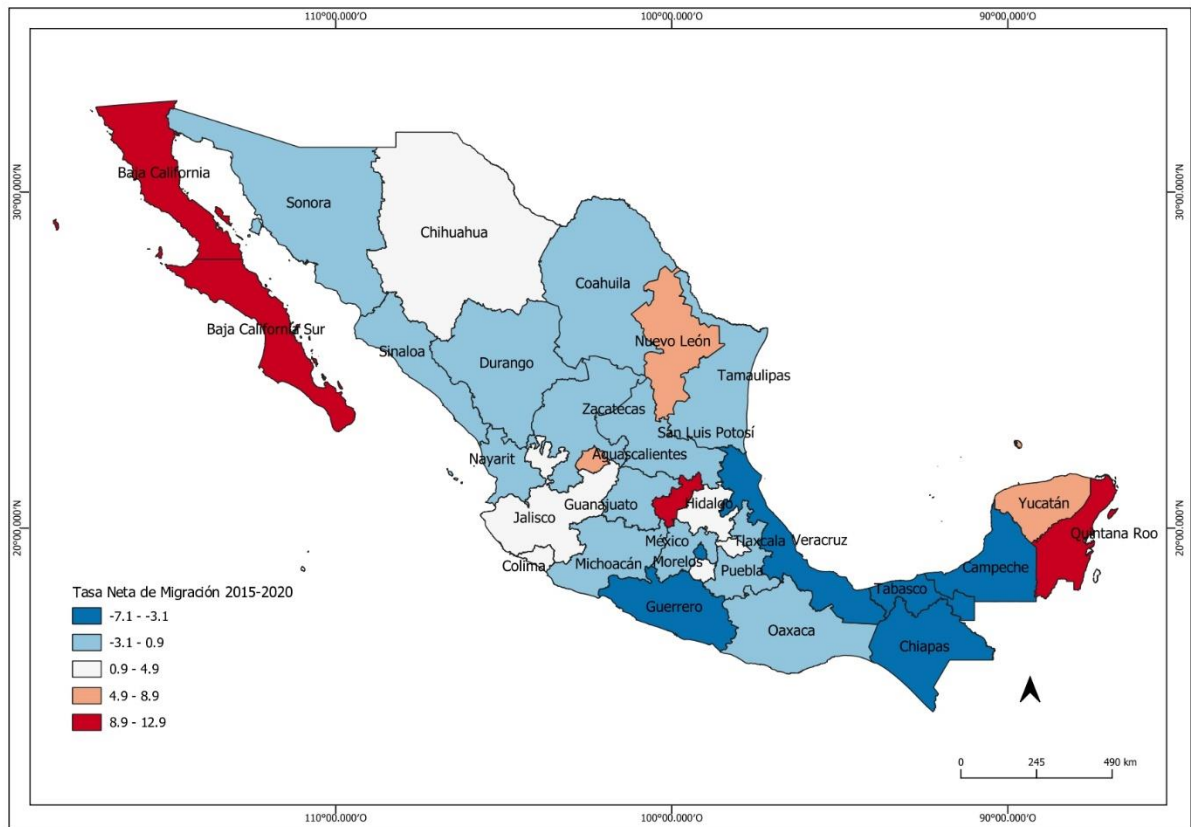 110°00.000'O 100°00.000'O 90°00.000'O
30°00.000'N 30°00.000'N
20°00.000'N 20°00.000'N
Baja California
Sonora
Chihuahua
Coahuila
Baja California Sur
Nuevo León
Sinaloa
Durango
Tamaulipas
Zacatecas
San Luis Potosí
Nayarit
Aguascalientes
Guanajuato
Hidalgo
Yucatán
Jalisco
Quintana Roo
México
Tlaxcala
Veracruz
Colima
Michoacán
Morelos
Puebla
Campeche
Tabasco
Guerrero
Oaxaca
Chiapas
Tasa Neta de Migración 2015-2020
-7.1 - -3.1
-3.1 - 0.9
0.9 - 4.9
4.9 - 8.9
8.9 - 12.9
0 245 490 km
110°00.000'O 100°00.000'O 90°00.000'O